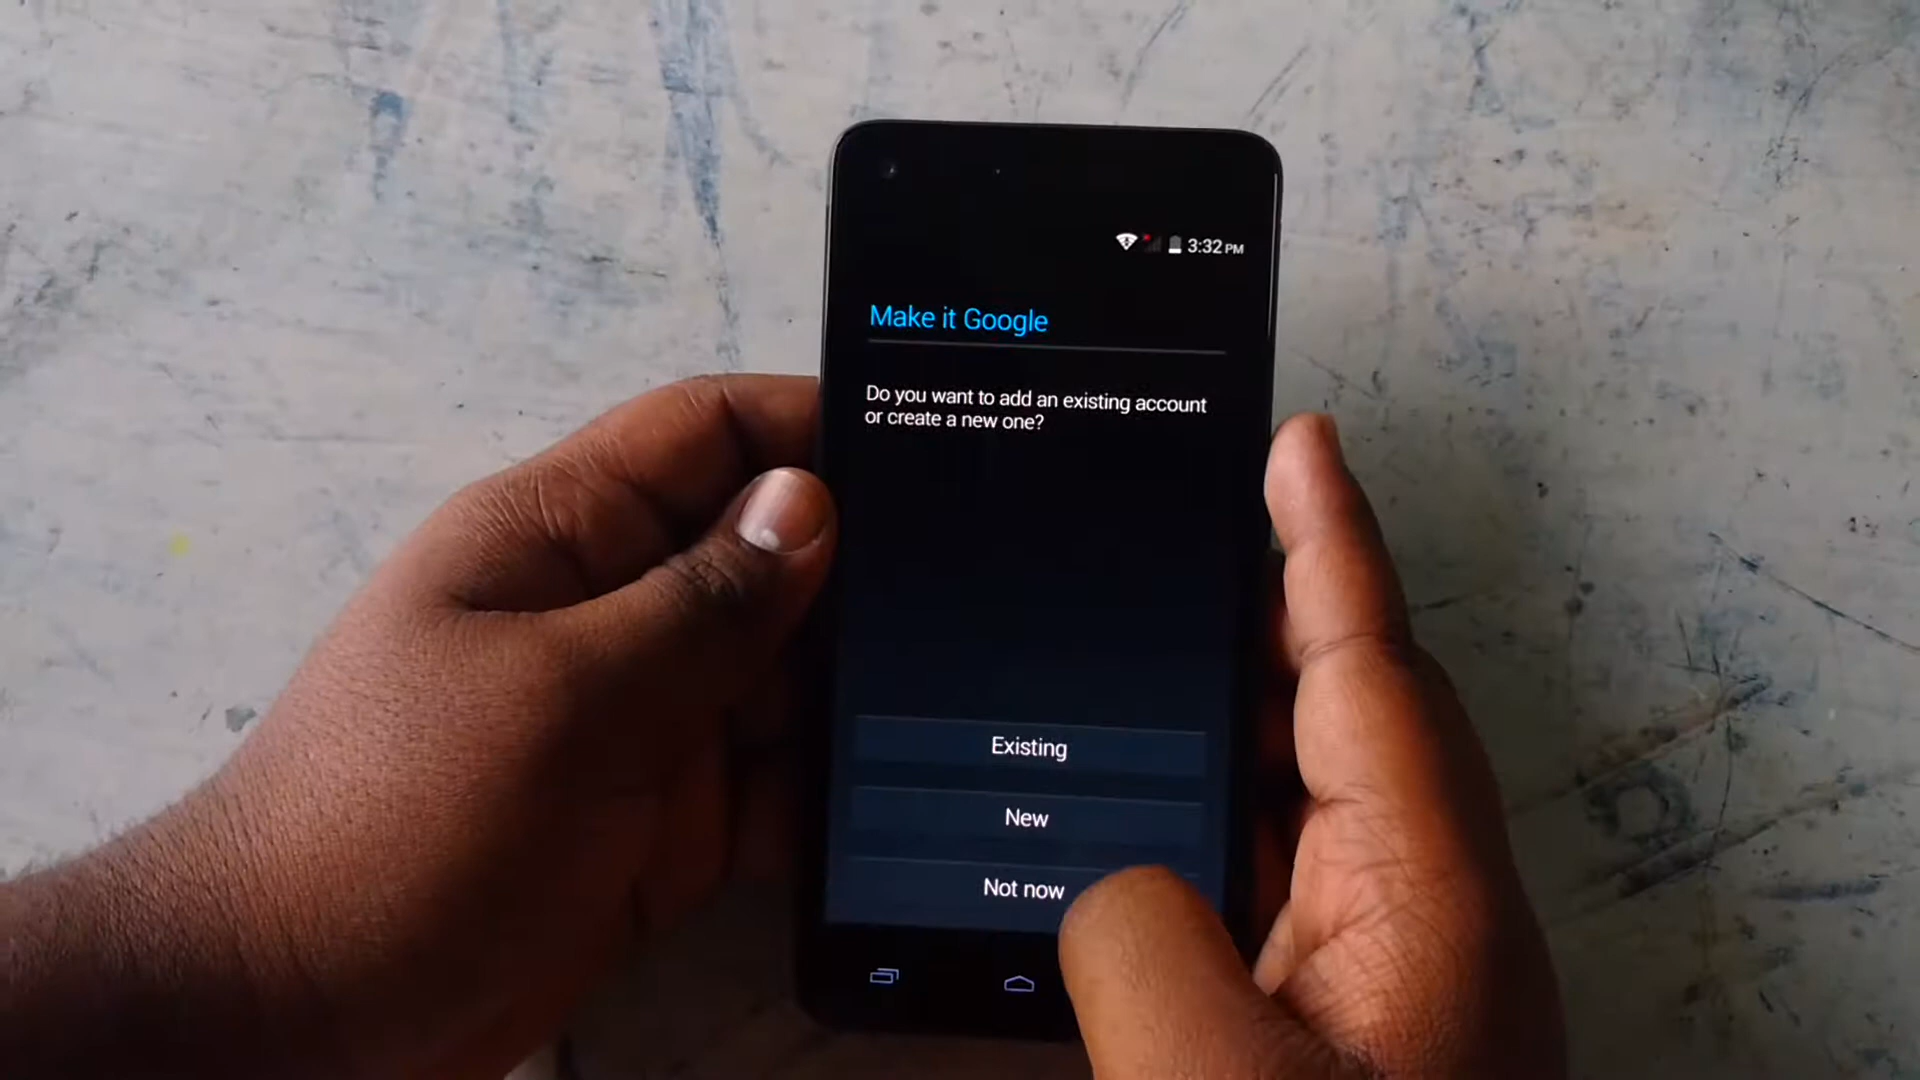 3:32 PM
Make it Google
Do you want to add an existing account
or create a new one?
Existing
New
Not now